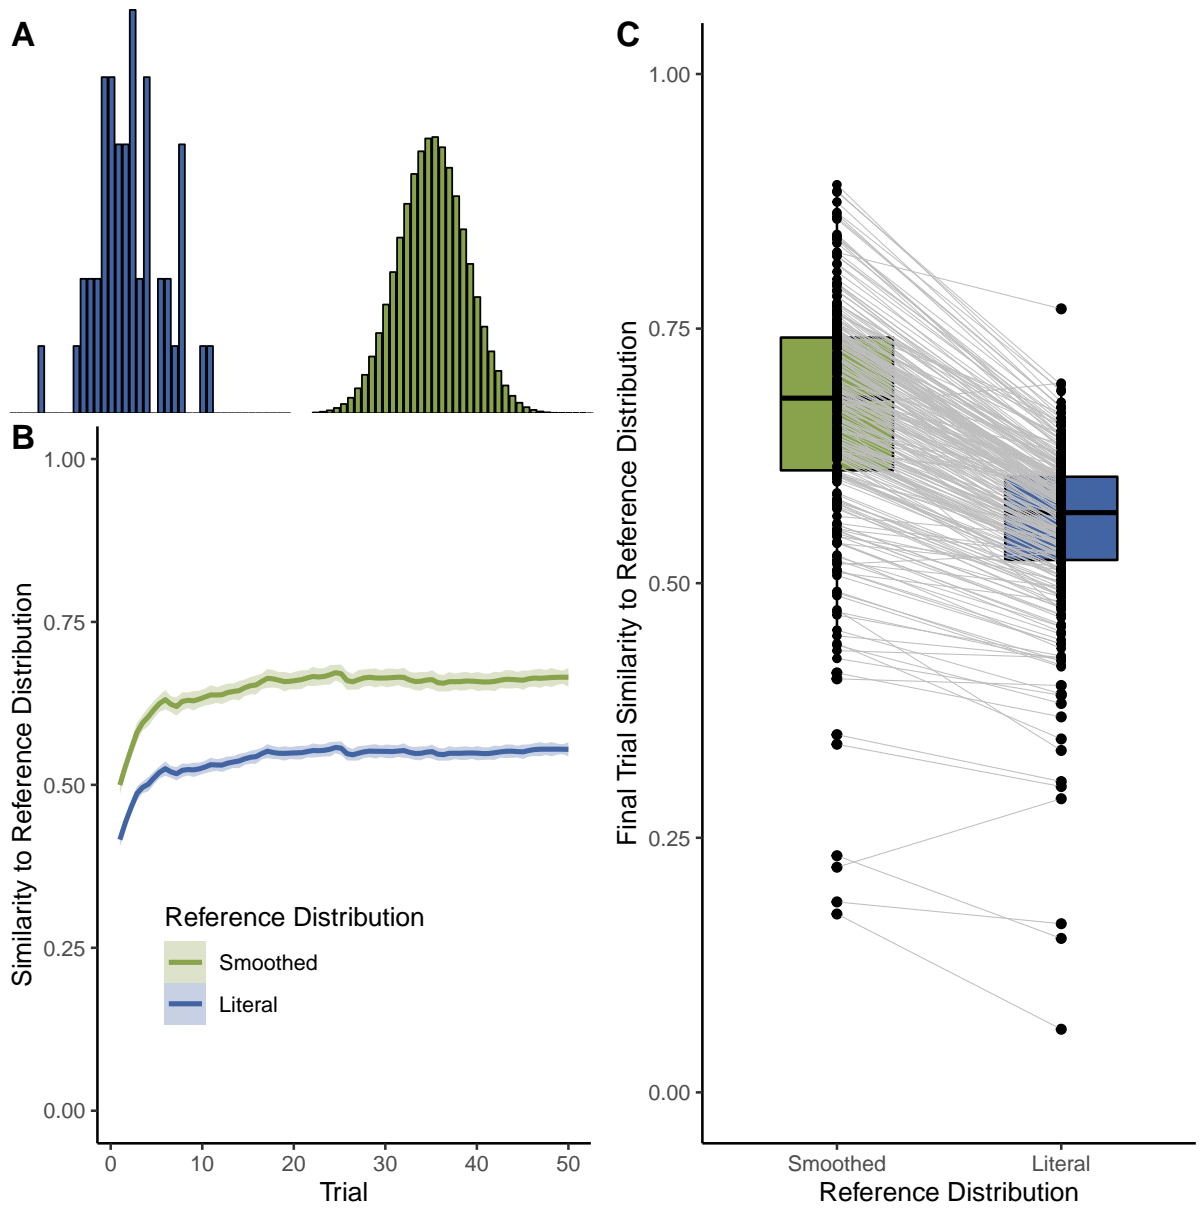 A
B
1.00
0.75
0.50
0.25
0.00
Similarity to Reference Distribution
Reference Distribution
Smoothed
Literal
0
10
20
30
40
50
Trial
C
1.00
0.75
0.50
0.25
0.00
Final Trial Similarity to Reference Distribution
Smoothed
Literal
Reference Distribution